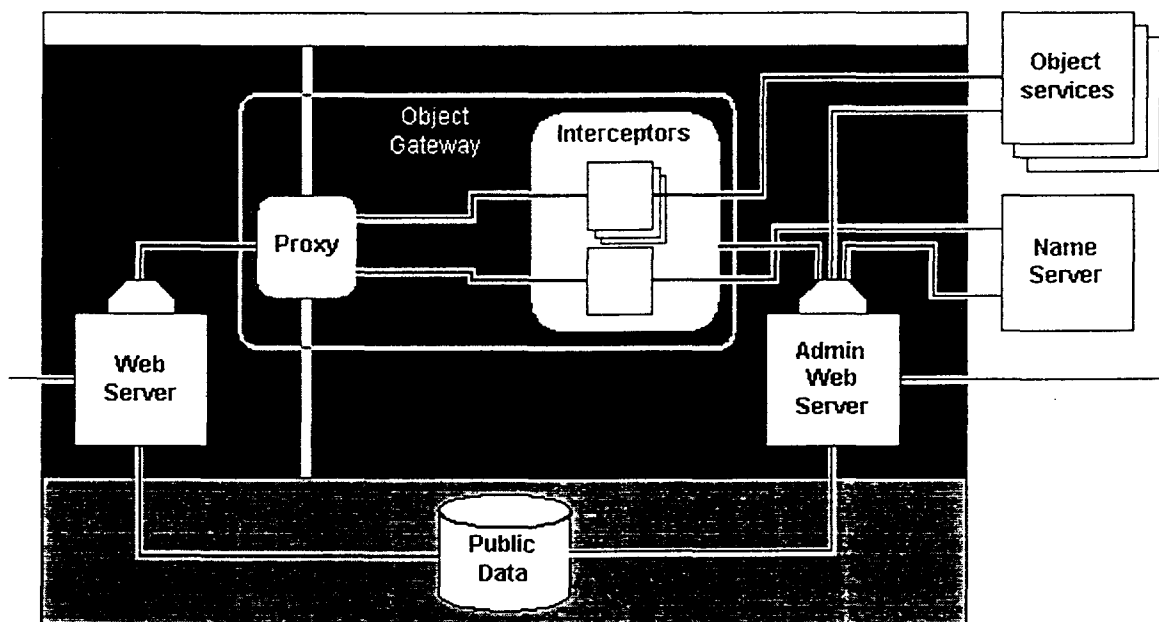 Object
services
Object
Gateway
Interceptors
Proxy
Name
Server
Web
Server
Admin
Web
Server
Public
Data